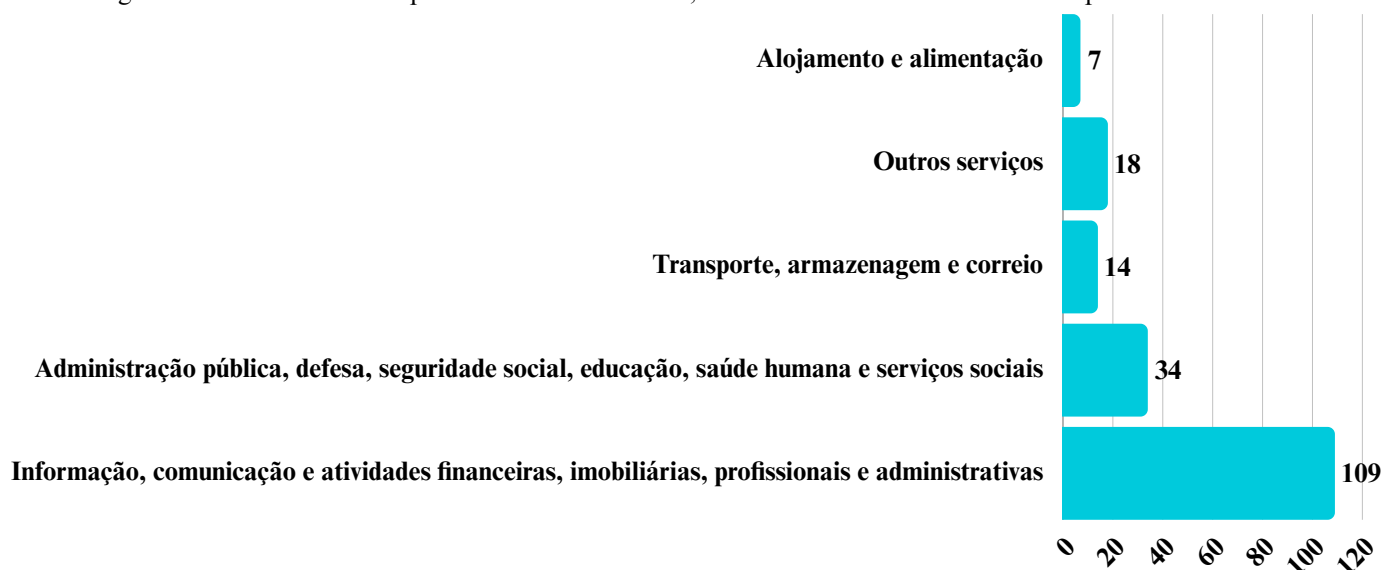 Alojamento e alimentação 7
Outros serviços 18
Transporte, armazenagem e correio 14
Administração pública, defesa, seguridade social, educação, saúde humana e serviços sociais 34
Informação, comunicação e atividades financeiras, imobiliárias, profissionais e administrativas 109
0 20 40 60 80 100 120